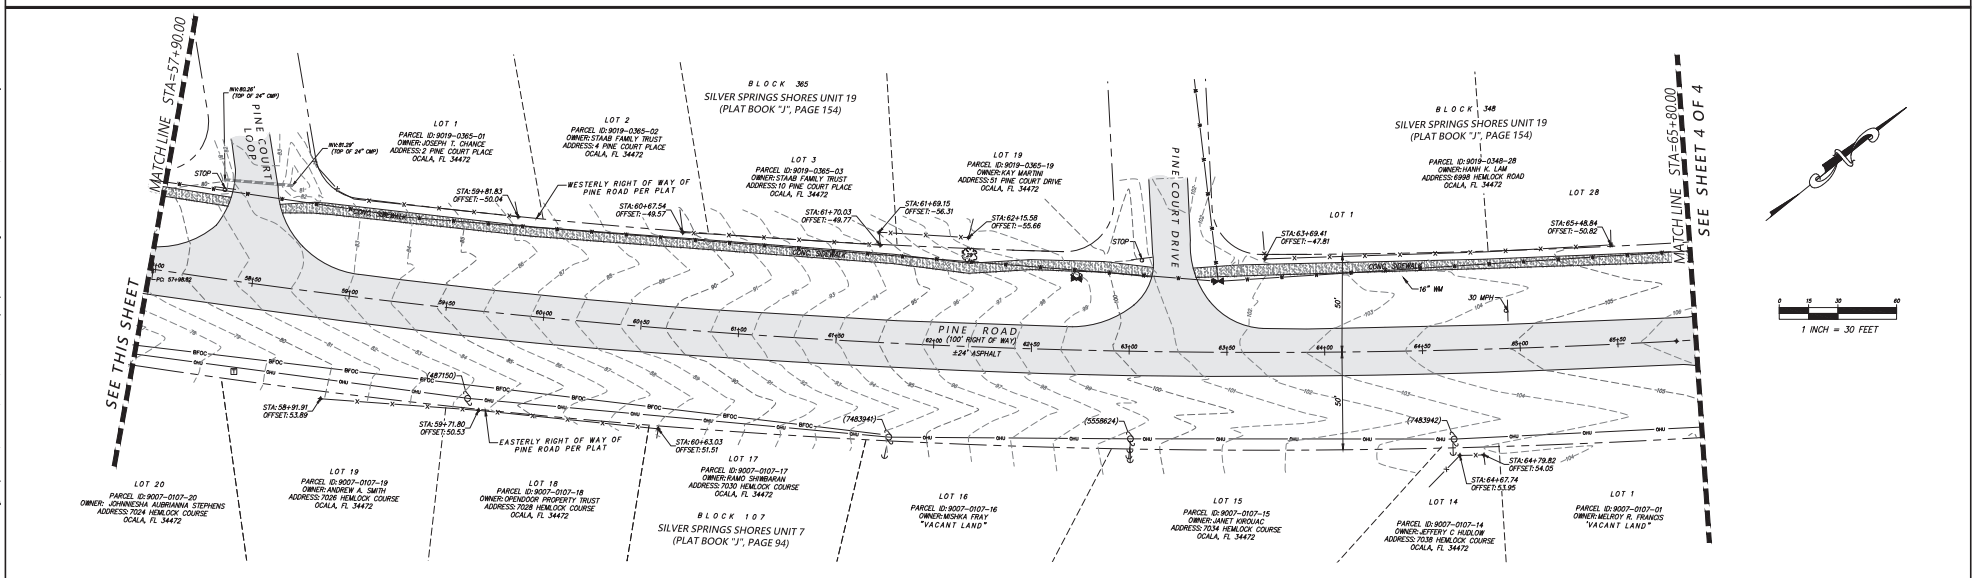 MATCHLINE STA=57+90.00
SEE THIS SHEET
INV:80.26'
(TOP OF 24" CMP)
PINE COURT
LOOP
INV:81.29'
(TOP OF 24" CMP)
STOP
LOT 1
PARCEL ID:9019-0365-01
OWNER:JOSEPH T. CHANCE
ADDRESS:2 PINE COURT PLACE
OCALA, FL 34472
LOT 2
PARCEL ID:9019-0365-02
OWNER:STAAB FAMILY TRUST
ADDRESS:4 PINE COURT PLACE
OCALA, FL 34472
BLOCK 365
SILVER SPRINGS SHORES UNIT 19
(PLAT BOOK "J", PAGE 154)
LOT 3
PARCEL ID:9019-0365-03
OWNER:STAAB FAMILY TRUST
ADDRESS:10 PINE COURT PLACE
OCALA, FL 34472
LOT 19
PARCEL ID:9019-0365-19
OWNER:KAY MARTINI
ADDRESS:51 PINE COURT DRIVE
OCALA, FL 34472
BLOCK 348
SILVER SPRINGS SHORES UNIT 19
(PLAT BOOK "J", PAGE 154)
PARCEL ID:9019-0348-28
OWNER:HANH K. LAM
ADDRESS:6998 HEMLOCK ROAD
OCALA, FL 34472
LOT 28
LOT 1
MATCHLINE STA=65+80.00
SEE SHEET 4 OF 4
N
STA:59+81.83
OFFSET:-50.04
WESTERLY RIGHT OF WAY OF
PINE ROAD PER PLAT
STA:60+67.54
OFFSET:-49.57
STA:61+70.03
OFFSET:-49.77
STA:61+69.15
OFFSET:-56.31
STA:62+15.58
OFFSET:-55.66
STOP
PINE COURT DRIVE
STA:63+69.41
OFFSET:-47.81
STA:65+48.84
OFFSET:-50.82
CONC. SIDEWALK
CONC. SIDEWALK
CONC. SIDEWALK
16" WM
30 MPH
50'
50'
0 15 30 60
1 INCH = 30 FEET
PC: 57+98.82
58+50
59+00
59+50
60+00
60+50
61+00
61+50
62+00
62+50
63+00
63+50
64+00
64+50
65+00
65+50
PINE ROAD
(100' RIGHT OF WAY)
±24' ASPHALT
BFOC
OHU
T
(487150)
(7483941)
(5558624)
(7483942)
STA:58+91.91
OFFSET:53.89
STA:59+71.80
OFFSET:50.53
EASTERLY RIGHT OF WAY OF
PINE ROAD PER PLAT
STA:60+63.03
OFFSET:51.51
STA:64+79.82
OFFSET:54.05
STA:64+67.74
OFFSET:53.95
LOT 20
PARCEL ID:9007-0107-20
OWNER: JOHNNIESHA AUBRIANNA STEPHENS
ADDRESS:7024 HEMLOCK COURSE
OCALA, FL 34472
LOT 19
PARCEL ID:9007-0107-19
OWNER:ANDREW A. SMITH
ADDRESS:7026 HEMLOCK COURSE
OCALA, FL 34472
LOT 18
PARCEL ID:9007-0107-18
OWNER:OPENDOOR PROPERTY TRUST
ADDRESS:7028 HEMLOCK COURSE
OCALA, FL 34472
LOT 17
PARCEL ID:9007-0107-17
OWNER:RAMO SHIWBARAN
ADDRESS:7030 HEMLOCK COURSE
OCALA, FL 34472
BLOCK 107
SILVER SPRINGS SHORES UNIT 7
(PLAT BOOK "J", PAGE 94)
LOT 16
PARCEL ID:9007-0107-16
OWNER:MISHKA FRAY
"VACANT LAND"
LOT 15
PARCEL ID:9007-0107-15
OWNER:JANET KIROUAC
ADDRESS:7034 HEMLOCK COURSE
OCALA, FL 34472
LOT 14
PARCEL ID:9007-0107-14
OWNER:JEFFERY C HUDLOW
ADDRESS:7038 HEMLOCK COURSE
OCALA, FL 34472
LOT 1
PARCEL ID:9007-0107-01
OWNER:MELROY R. FRANCIS
"VACANT LAND"